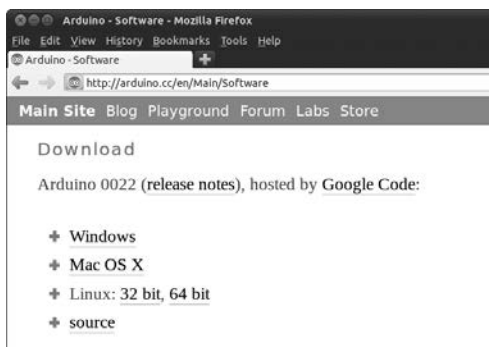 Arduino - Software - Mozilla Firefox
File Edit View History Bookmarks Tools Help
Arduino - Software
http://arduino.cc/en/Main/Software
Main Site Blog Playground Forum Labs Store
Download
Arduino 0022 (release notes), hosted by Google Code:
Windows
Mac OS X
Linux: 32 bit, 64 bit
source